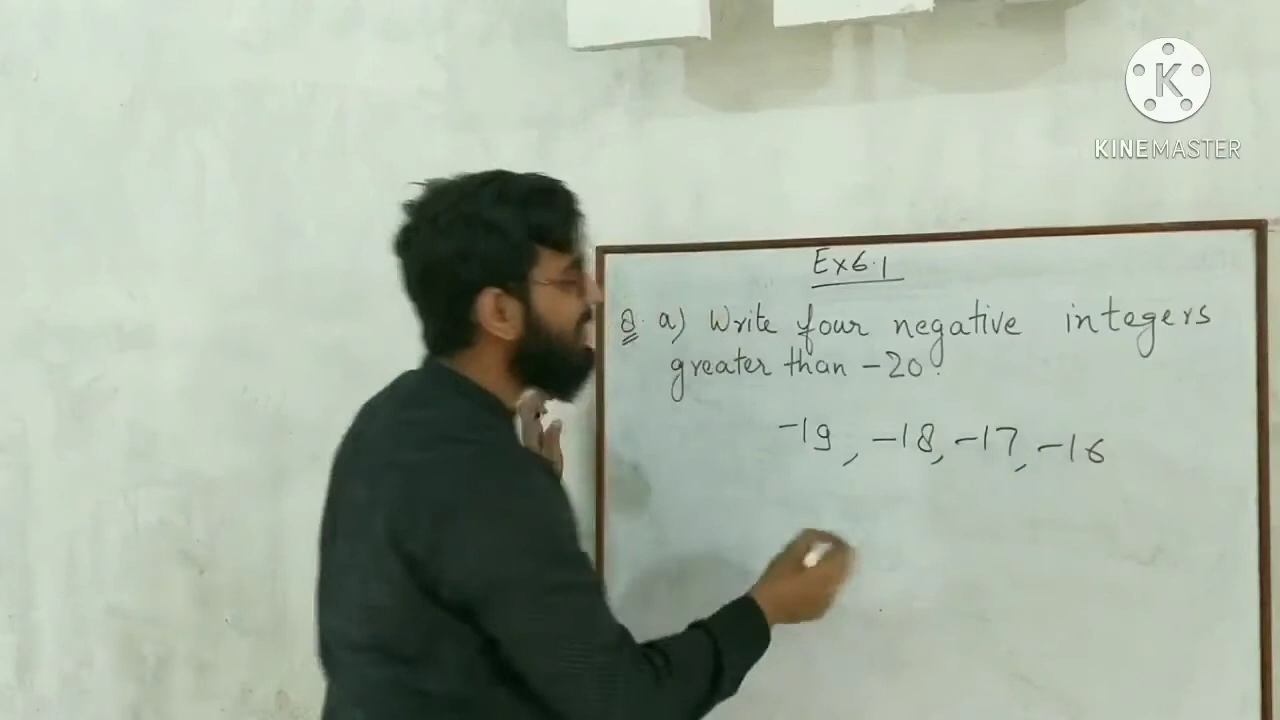 K
KINEMASTER
Ex6.1
Q. a) Write four negative integers
greater than -20.
-19, -18, -17, -16